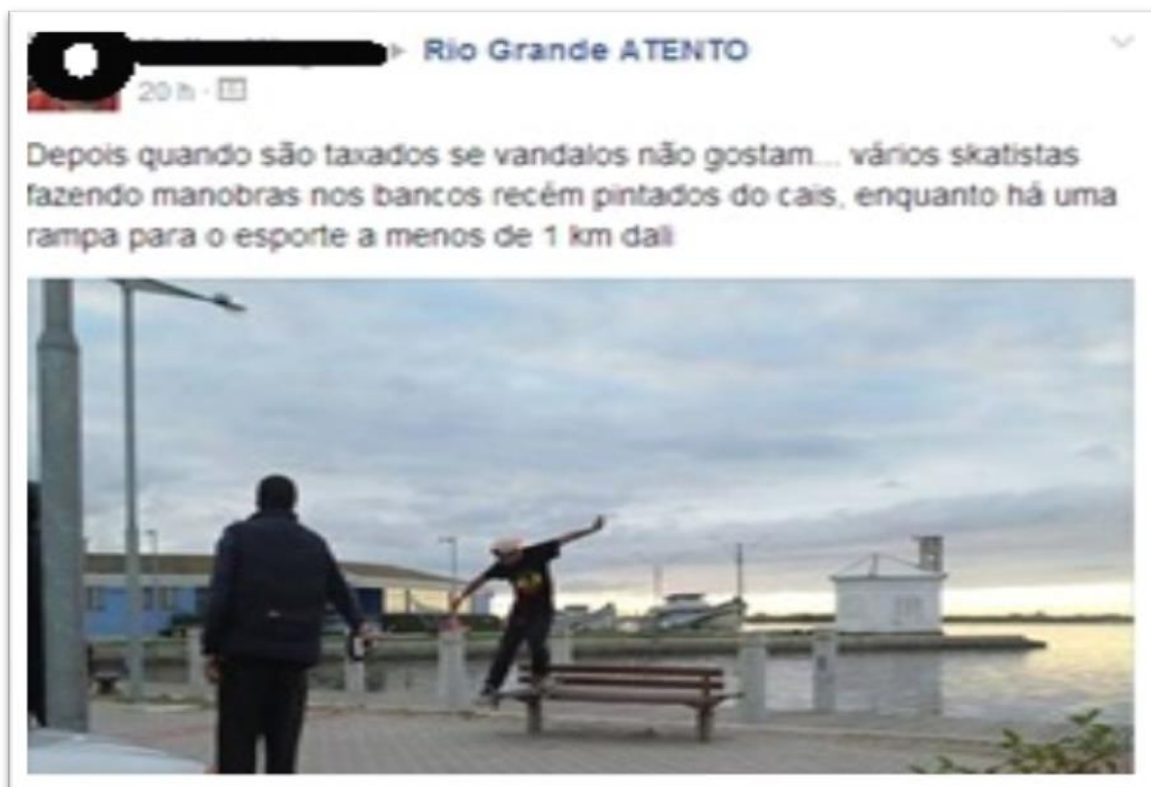 Rio Grande ATENTO
20 h
Depois quando são taxados se vandalos não gostam... vários skatistas
fazendo manobras nos bancos recém pintados do cais, enquanto há uma
rampa para o esporte a menos de 1 km dali